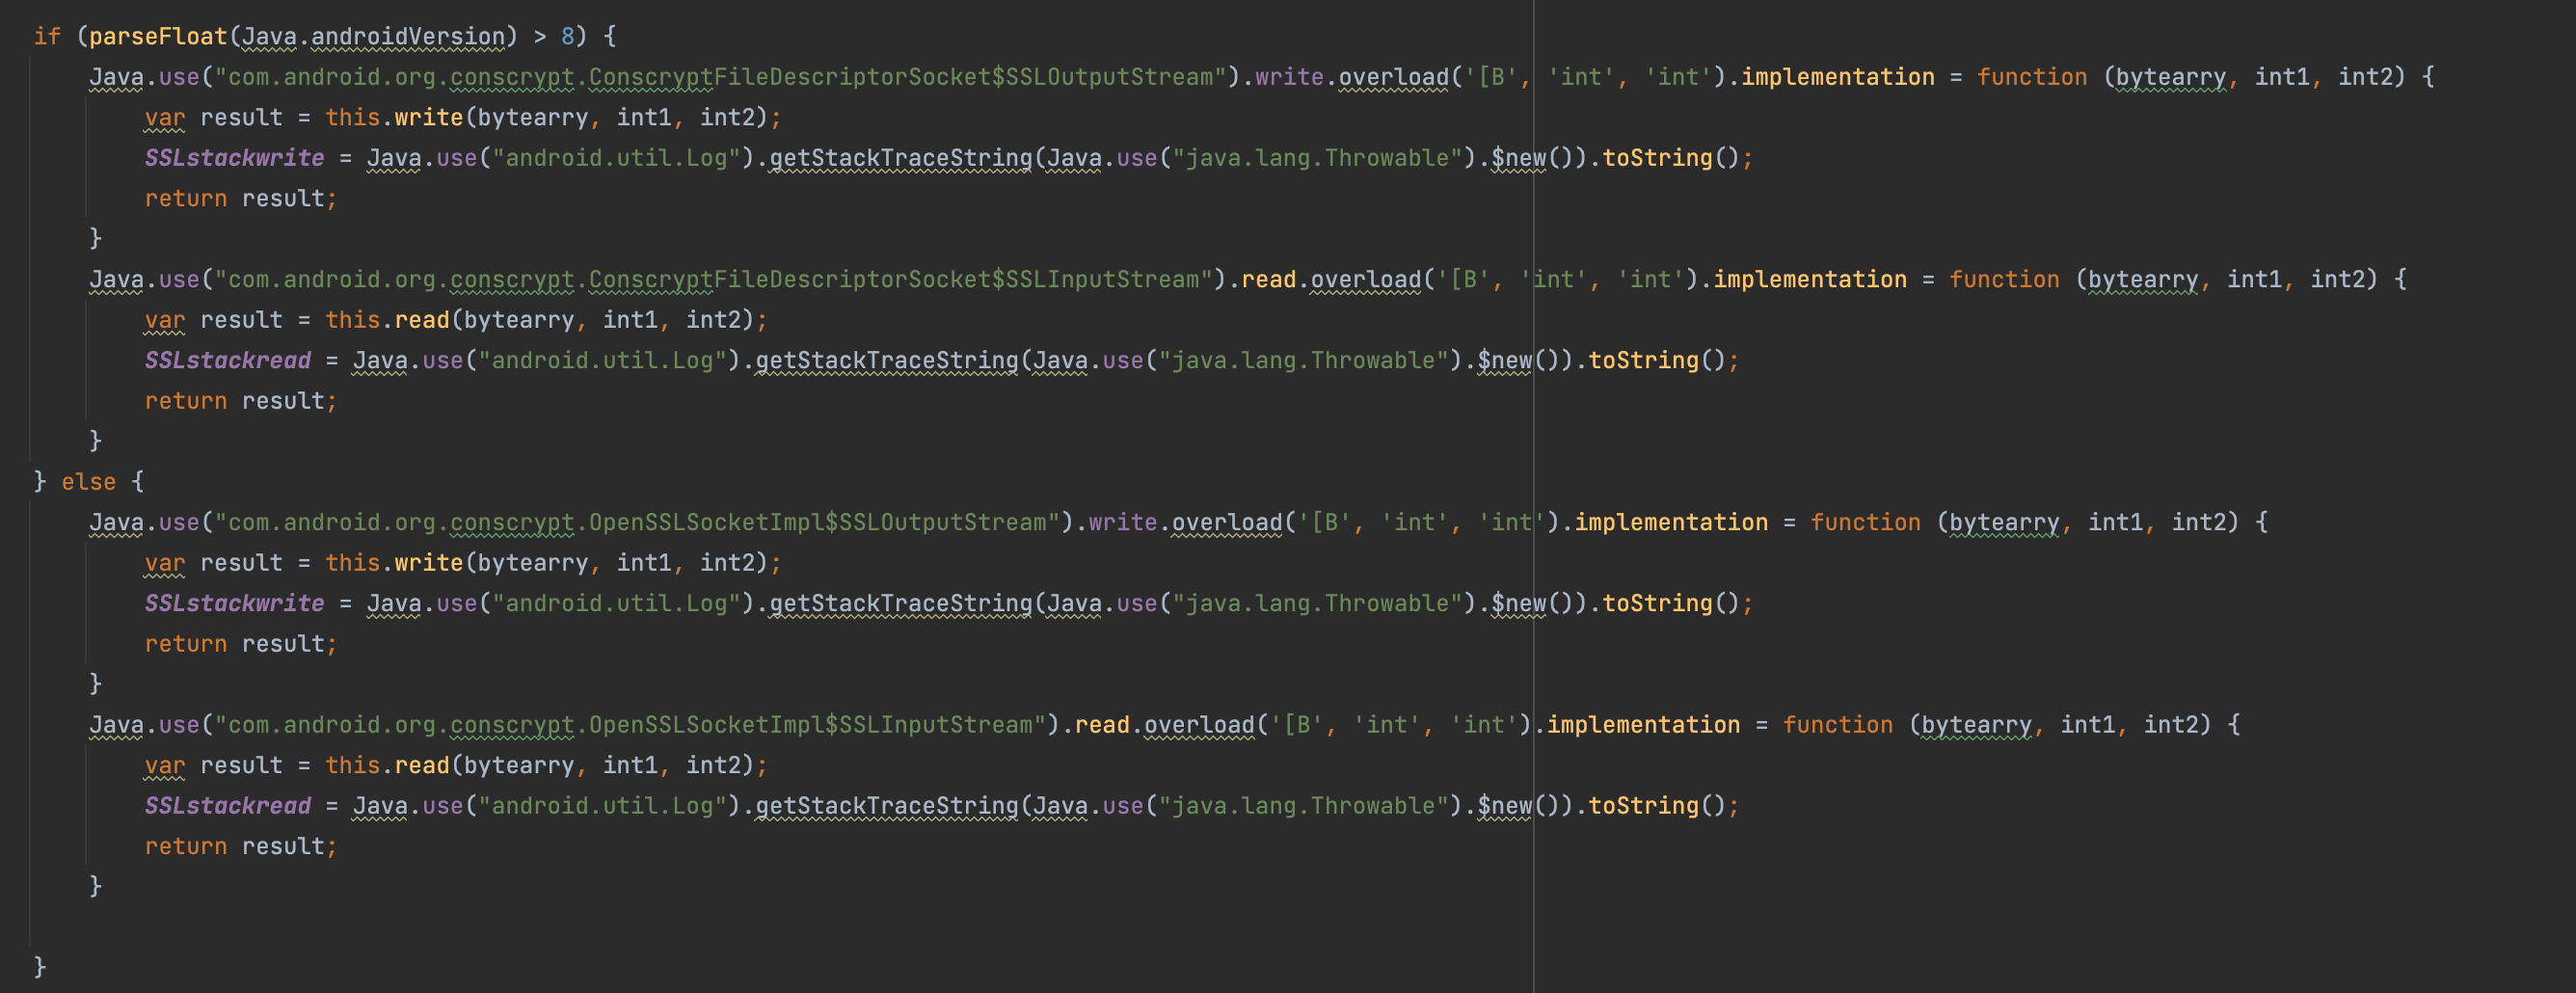 if (parseFloat(Java.androidVersion) > 8) {
    Java.use("com.android.org.conscrypt.ConscryptFileDescriptorSocket$SSLOutputStream").write.overload('[B', 'int', 'int').implementation = function (bytearry, int1, int2) {
        var result = this.write(bytearry, int1, int2);
        SSLstackwrite = Java.use("android.util.Log").getStackTraceString(Java.use("java.lang.Throwable").$new()).toString();
        return result;
    }
    Java.use("com.android.org.conscrypt.ConscryptFileDescriptorSocket$SSLInputStream").read.overload('[B', 'int', 'int').implementation = function (bytearry, int1, int2) {
        var result = this.read(bytearry, int1, int2);
        SSLstackread = Java.use("android.util.Log").getStackTraceString(Java.use("java.lang.Throwable").$new()).toString();
        return result;
    }
} else {
    Java.use("com.android.org.conscrypt.OpenSSLSocketImpl$SSLOutputStream").write.overload('[B', 'int', 'int').implementation = function (bytearry, int1, int2) {
        var result = this.write(bytearry, int1, int2);
        SSLstackwrite = Java.use("android.util.Log").getStackTraceString(Java.use("java.lang.Throwable").$new()).toString();
        return result;
    }
    Java.use("com.android.org.conscrypt.OpenSSLSocketImpl$SSLInputStream").read.overload('[B', 'int', 'int').implementation = function (bytearry, int1, int2) {
        var result = this.read(bytearry, int1, int2);
        SSLstackread = Java.use("android.util.Log").getStackTraceString(Java.use("java.lang.Throwable").$new()).toString();
        return result;
    }
}